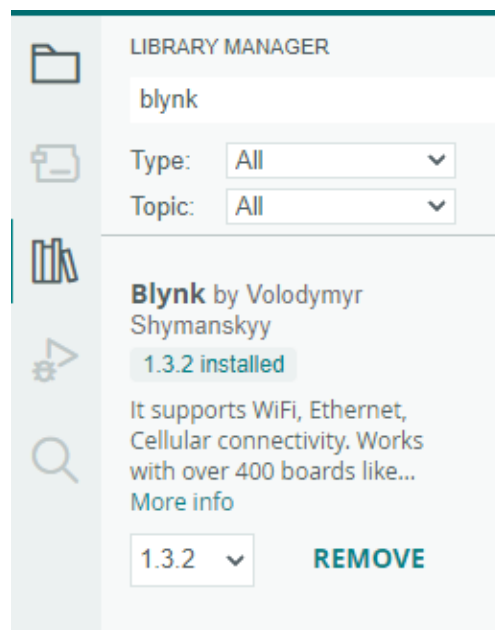 LIBRARY MANAGER
blynk
Type: All
Topic: All
Blynk by Volodymyr
Shymanskyy
1.3.2 installed
It supports WiFi, Ethernet,
Cellular connectivity. Works
with over 400 boards like...
More info
1.3.2 REMOVE